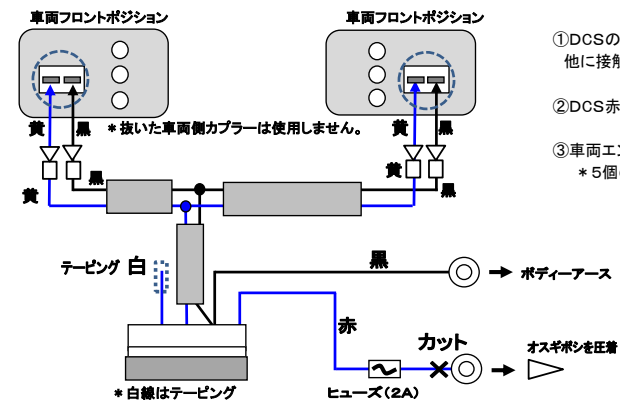 車両フロントポジション
車両フロントポジション
①DCSの
他に接触
②DCS赤
③車両エン
*5個の
黄 黒
*抜いた車両側カプラーは使用しません。
黄 黒
黄 黒
黄 黒
テーピング 白
黒
ボディーアース
赤
カット
オスギボシを圧着
*白線はテーピング
ヒューズ(2A)